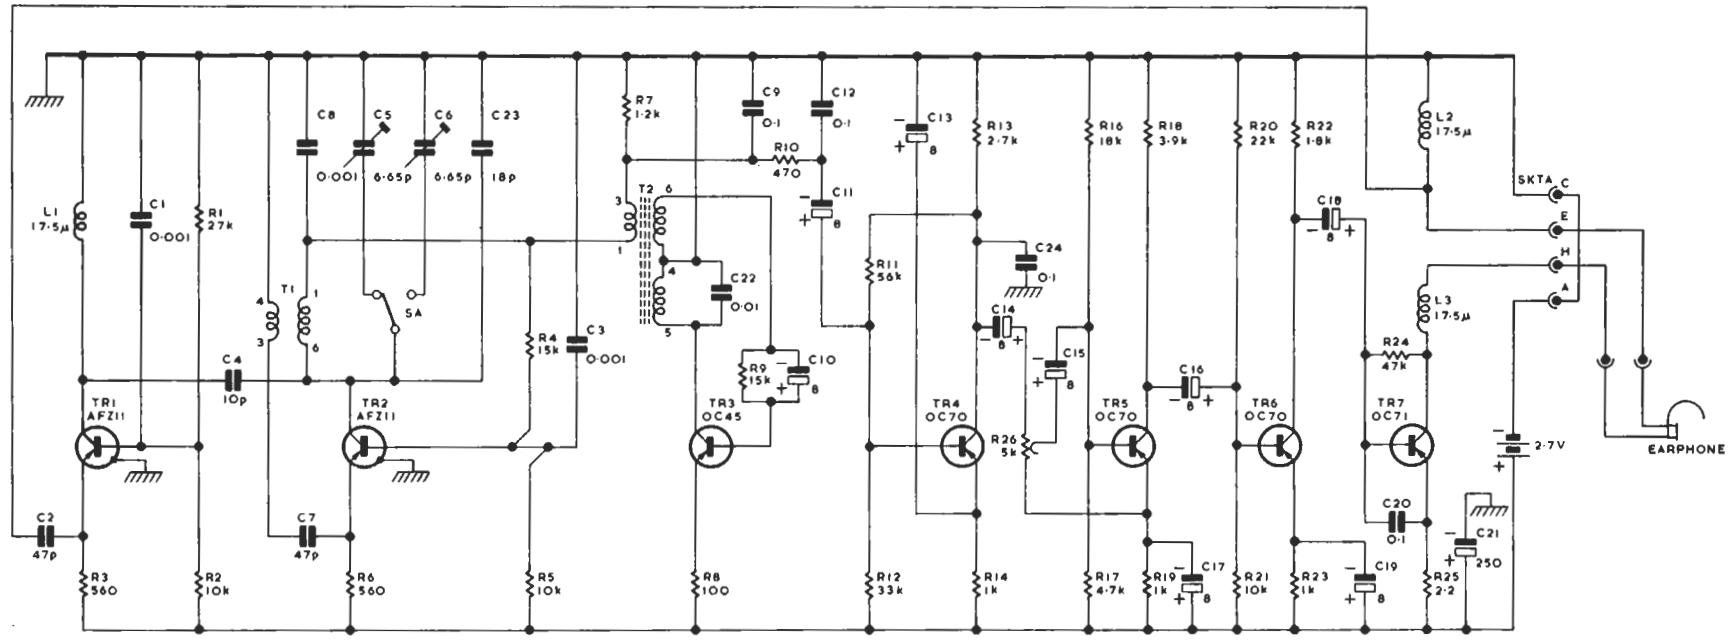 L1
17·5μ
C1
0·001
R1
27k
TR1
AFZ11
C2
47p
R3
560
R2
10k
C4
10p
4
T1
1
3
6
C8
C5
0·001
6·65p
C6
6·65p
C23
18p
SA
TR2
AFZ11
C7
47p
R6
560
R4
15k
C3
0·001
R5
10k
R7
1·2k
3
T2
6
1
4
5
C22
0·01
C9
0·1
R10
470
C12
0·1
C11
-
+
8
R9
15k
C10
-
+
8
TR3
OC45
R8
100
C13
-
+
8
R13
2·7k
R11
56k
C24
0·1
C14
-
8
+
TR4
OC70
R12
33k
R14
1k
R26
5k
R16
18k
R18
3·9k
C15
-
+
8
TR5
OC70
C16
-
8
+
R17
4·7k
R19
1k
C17
-
+
8
R20
22k
R22
1·8k
C18
-
8
+
TR6
OC70
R21
10k
R23
1k
C19
-
+
8
L2
17·5μ
L3
17·5μ
R24
47k
TR7
OC71
C20
0·1
R25
2·2
C21
-
+
250
SKTA
C
E
H
A
-
+
2·7V
EARPHONE